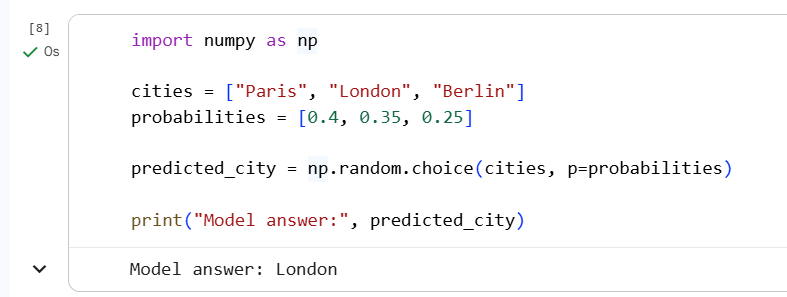 [8]
0s
import numpy as np
cities = ["Paris", "London", "Berlin"]
probabilities = [0.4, 0.35, 0.25]
predicted_city = np.random.choice(cities, p=probabilities)
print("Model answer:", predicted_city)
Model answer: London